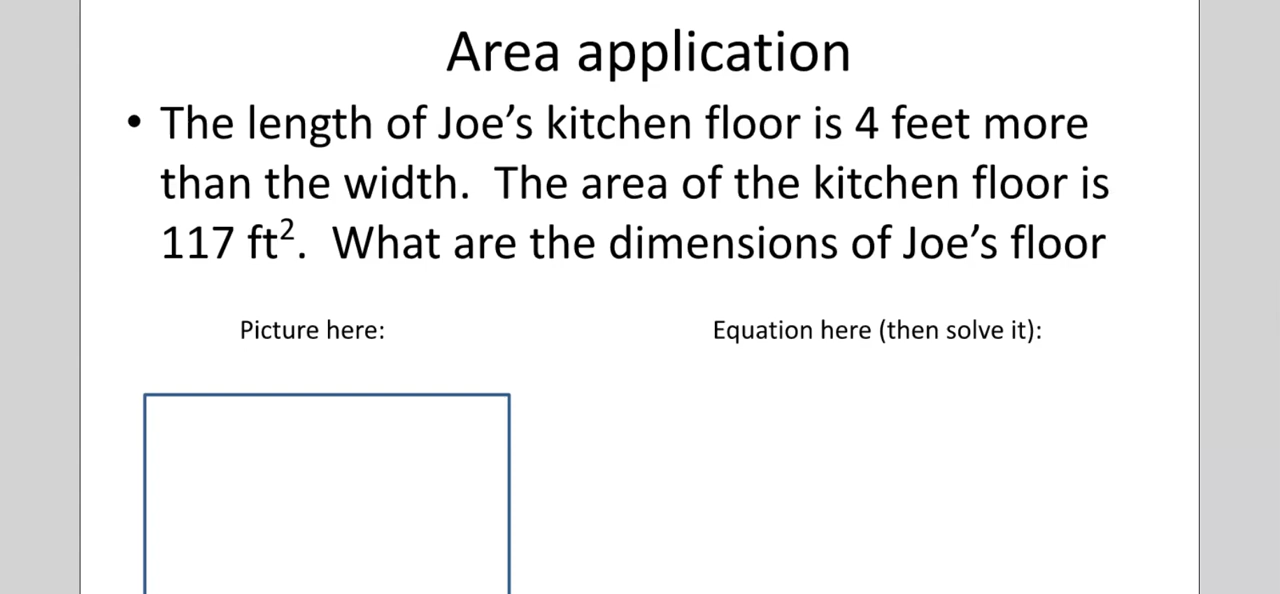 Area application
• The length of Joe’s kitchen floor is 4 feet more
than the width.  The area of the kitchen floor is
117 ft².  What are the dimensions of Joe’s floor
Picture here:
Equation here (then solve it):